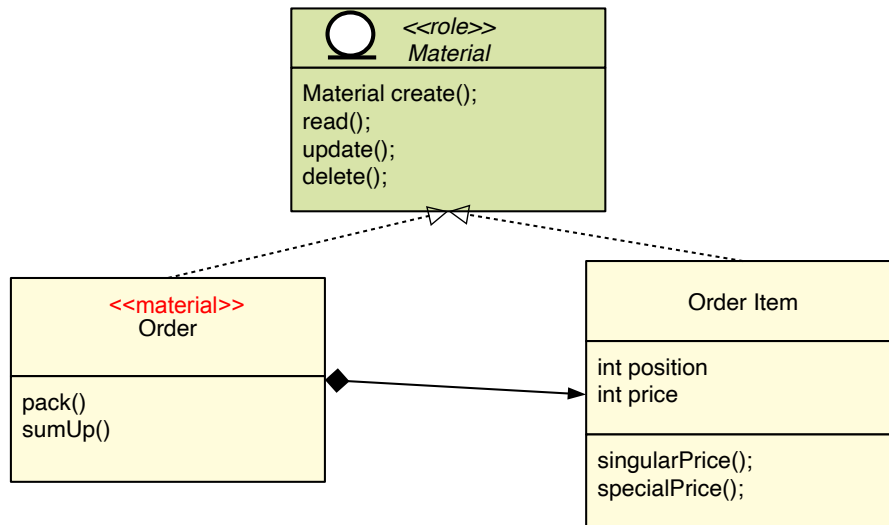 <<role>>
Material
Material create();
read();
update();
delete();
<<material>>
Order
pack()
sumUp()
Order Item
int position
int price
singularPrice();
specialPrice();